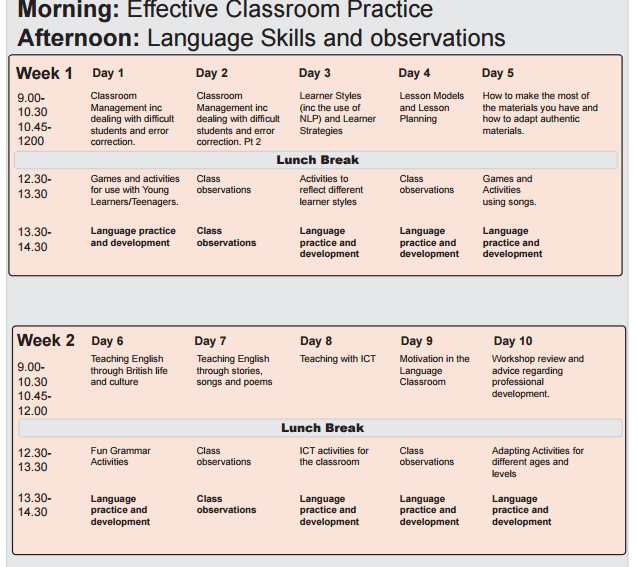 Morning: Effective Classroom Practice
Afternoon: Language Skills and observations
Week 1
Day 1
Day 2
Day 3
Day 4
Day 5
9.00-
10.30
10.45-
1200
Classroom
Management inc
dealing with difficult
students and error
correction.
Classroom
Management inc
dealing with difficult
students and error
correction. Pt 2
Learner Styles
(inc the use of
NLP) and Learner
Strategies
Lesson Models
and Lesson
Planning
How to make the most of
the materials you have and
how to adapt authentic
materials.
Lunch Break
12.30-
13.30
Games and activities
for use with Young
Learners/Teenagers.
Class
observations
Activities to
reflect different
learner styles
Class
observations
Games and
Activities
using songs.
13.30-
14.30
Language practice
and development
Class
observations
Language
practice and
development
Language
practice and
development
Language
practice and
development
Week 2
Day 6
Day 7
Day 8
Day 9
Day 10
9.00-
10.30
10.45-
12.00
Teaching English
through British life
and culture
Teaching English
through stories,
songs and poems
Teaching with ICT
Motivation in the
Language
Classroom
Workshop review and
advice regarding
professional
development.
Lunch Break
12.30-
13.30
Fun Grammar
Activities
Class
observations
ICT activities for
the classroom
Class
observations
Adapting Activities for
different ages and
levels
13.30-
14.30
Language
practice and
development
Class
observations
Language
practice and
development
Language
practice and
development
Language
practice and
development